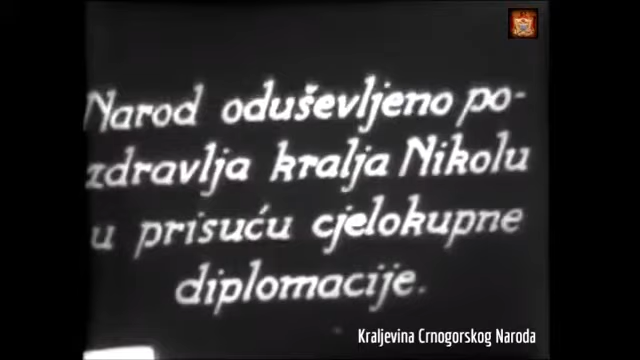 Narod oduševljeno po-
zdravlja kralja Nikolu
u prisuću cjelokupne
diplomacije.
Kraljevina Crnogorskog Naroda